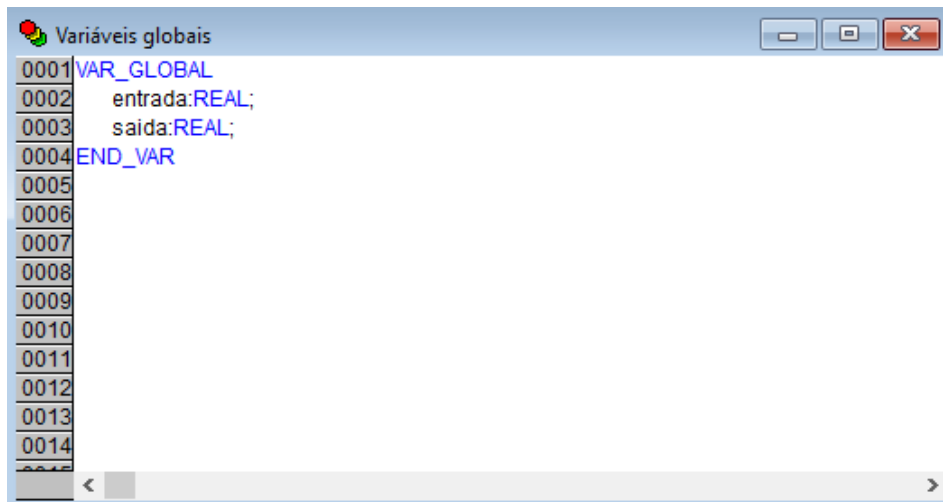 Variáveis globais
0001 VAR_GLOBAL
0002 entrada:REAL;
0003 saida:REAL;
0004 END_VAR
0005
0006
0007
0008
0009
0010
0011
0012
0013
0014